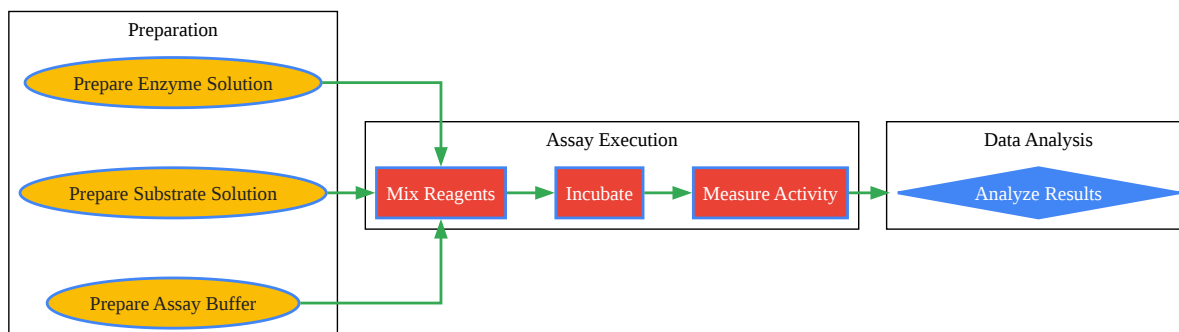 Preparation
Prepare Enzyme Solution
Prepare Substrate Solution
Prepare Assay Buffer
Assay Execution
Mix Reagents
Incubate
Measure Activity
Data Analysis
Analyze Results